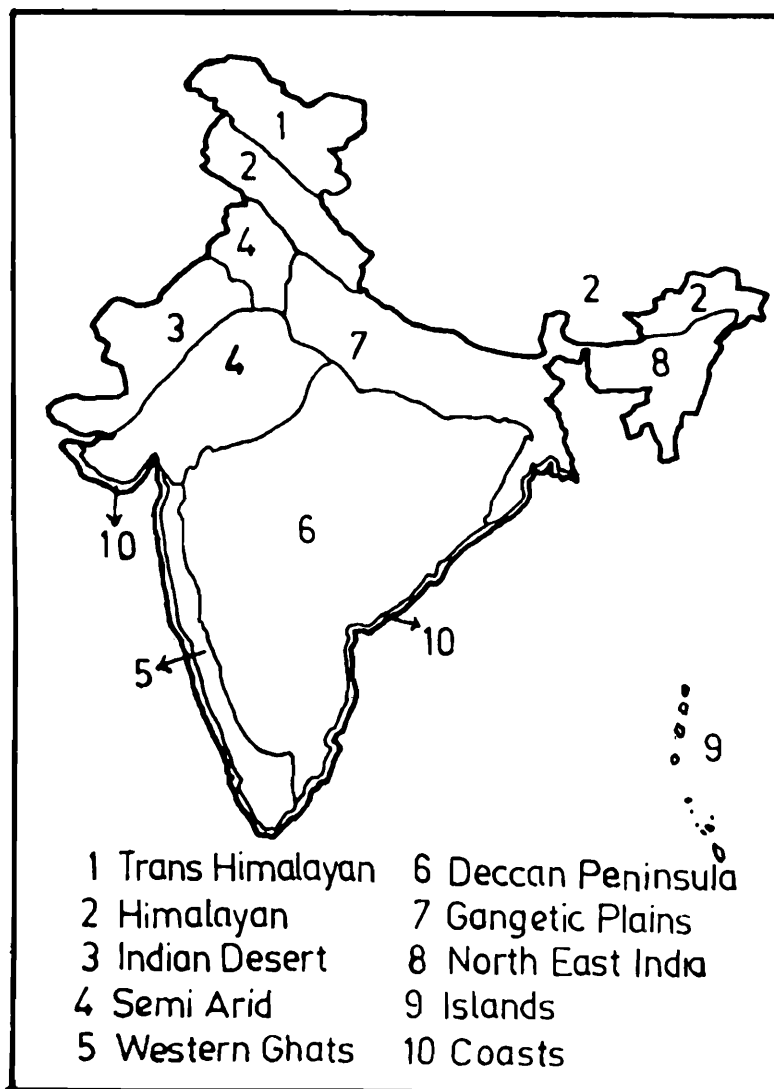 1
2
4
2
2
3
7
4
8
10
6
10
5
9
1 Trans Himalayan
2 Himalayan
3 Indian Desert
4 Semi Arid
5 Western Ghats
6 Deccan Peninsula
7 Gangetic Plains
8 North East India
9 Islands
10 Coasts